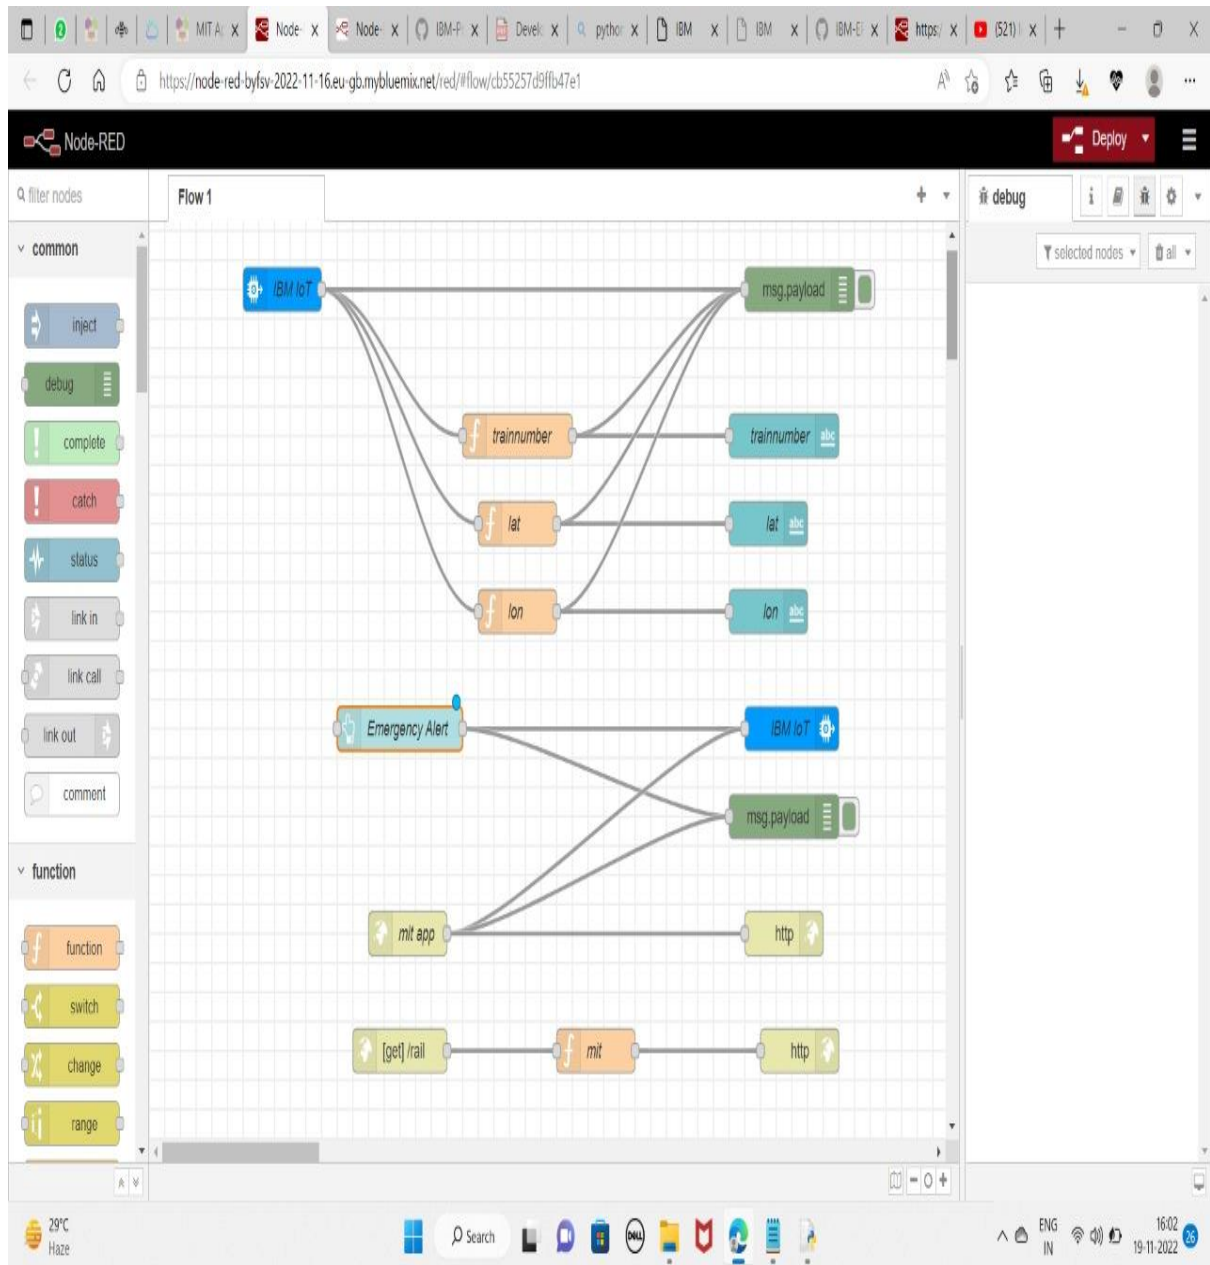 MIT A
Node-
Node-
IBM-P
Devel
python
IBM
IBM
IBM-E
https:/
(521)
https://node-red-byfsv-2022-11-16.eu-gb.mybluemix.net/red/#flow/cb55257d9ffb47e1
Node-RED
Deploy
filter nodes
Flow 1
debug
i
common
selected nodes
all
IBM IoT
msg.payload
inject
debug
trainnumber
trainnumber abc
complete
catch
lat
lat abc
status
link in
lon
lon abc
link call
link out
Emergency Alert
IBM IoT
comment
msg.payload
function
mit app
http
function
switch
[get] /rail
mit
http
change
range
29°C
Haze
Search
DELL
ENG
IN
16:02
19-11-2022
26